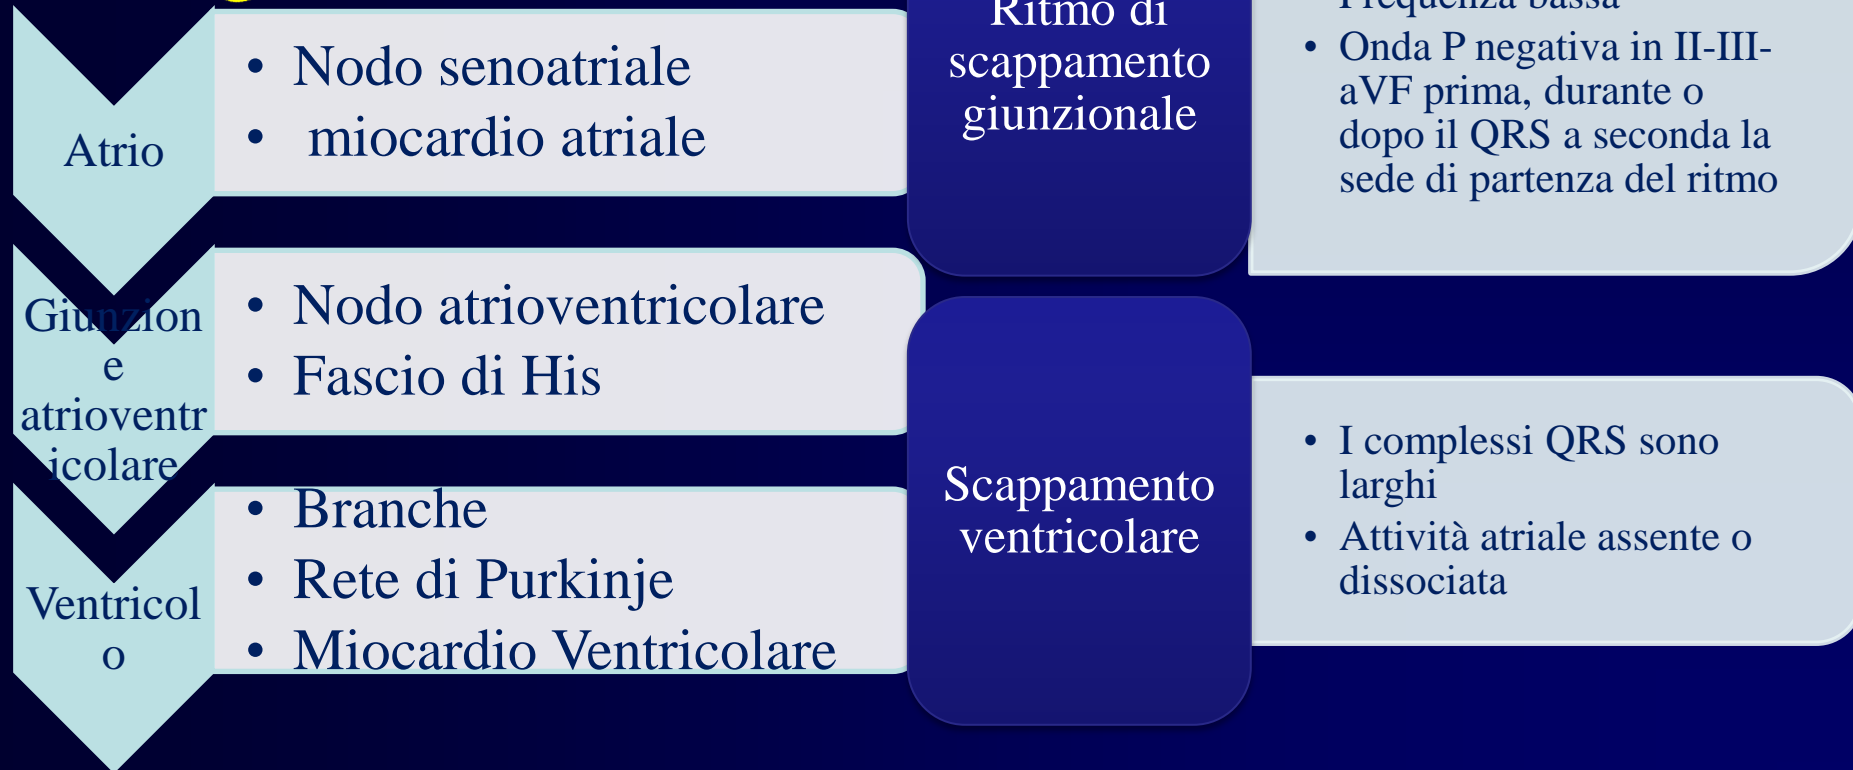 Atrio
• Nodo senoatriale
• miocardio atriale
Giunzion
e
atrioventr
icolare
• Nodo atrioventricolare
• Fascio di His
Ventricol
o
• Branche
• Rete di Purkinje
• Miocardio Ventricolare
Ritmo di
scappamento
giunzionale
Frequenza bassa
• Onda P negativa in II-III-
aVF prima, durante o
dopo il QRS a seconda la
sede di partenza del ritmo
Scappamento
ventricolare
• I complessi QRS sono
larghi
• Attività atriale assente o
dissociata